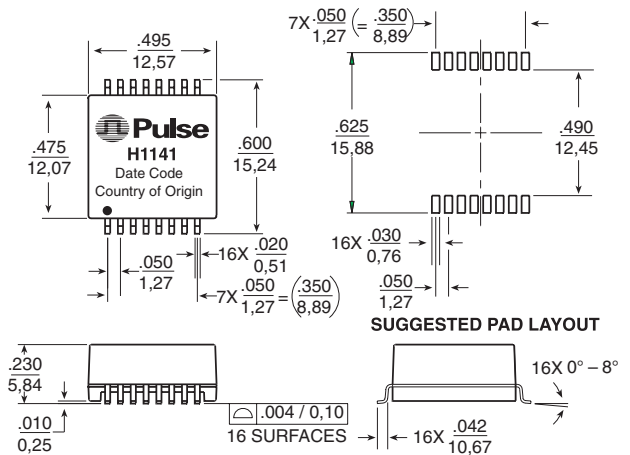 .495
12,57
7X .050 ( = .350 )
1,27 8,89
.475
12,07
Pulse
H1141
Date Code
Country of Origin
.600
15,24
.625
15,88
.490
12,45
16X .020
0,51
.050
1,27
7X .050 = ( .350 )
1,27 8,89
16X .030
0,76
.050
1,27
SUGGESTED PAD LAYOUT
.230
5,84
.010
0,25
.004 / 0,10
16 SURFACES
16X 0° – 8°
16X .042
10,67